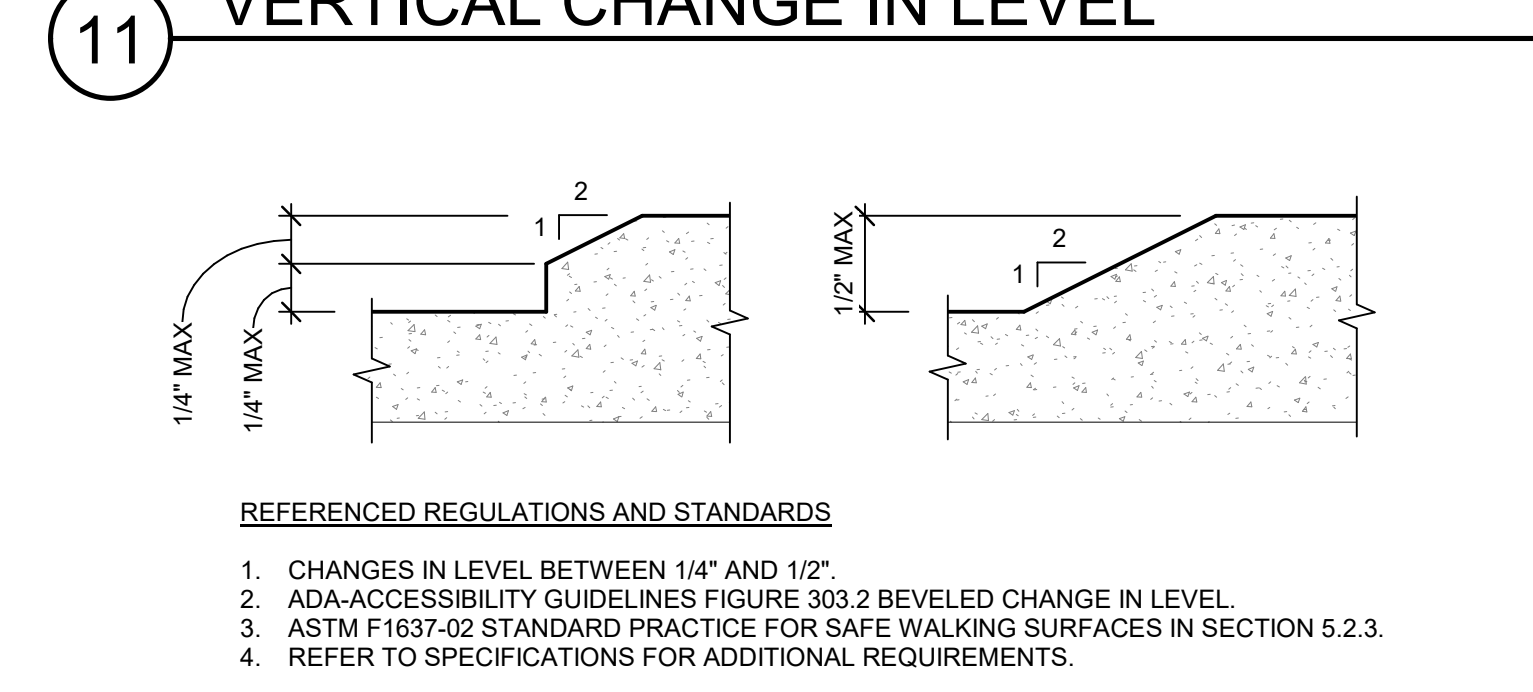 11
VERTICAL CHANGE IN LEVEL
2
1
1/4" MAX
1/4" MAX
1/2" MAX
2
1
REFERENCED REGULATIONS AND STANDARDS
1. CHANGES IN LEVEL BETWEEN 1/4" AND 1/2".
2. ADA-ACCESSIBILITY GUIDELINES FIGURE 303.2 BEVELED CHANGE IN LEVEL.
3. ASTM F1637-02 STANDARD PRACTICE FOR SAFE WALKING SURFACES IN SECTION 5.2.3.
4. REFER TO SPECIFICATIONS FOR ADDITIONAL REQUIREMENTS.